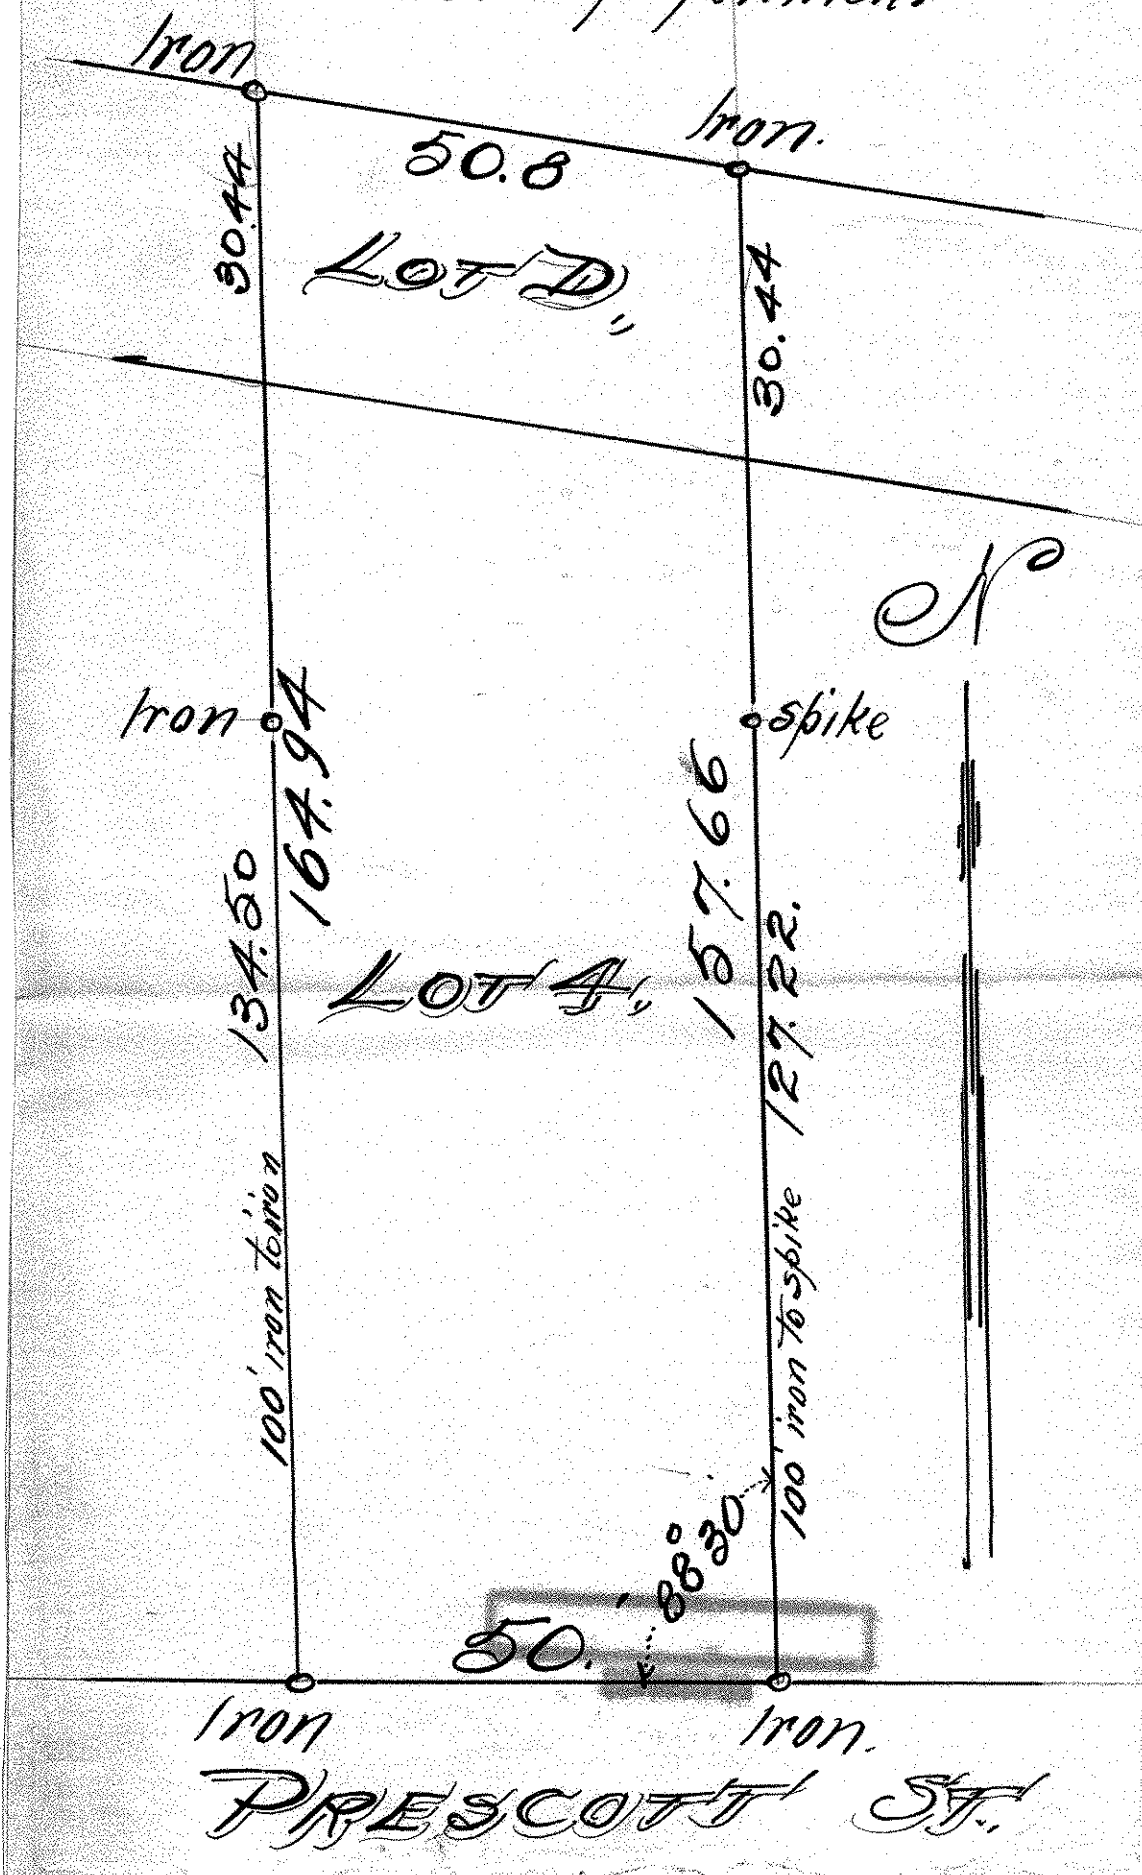 Iron
Iron.
50.8
30.44
LOT D,,
30.44
N
Iron
spike
164.94
157.66
134.50
127.22.
LOT 4,,
100' iron to iron
100' iron to spike
88° 30'
50.'
Iron
Iron.
PRESCOTT ST.